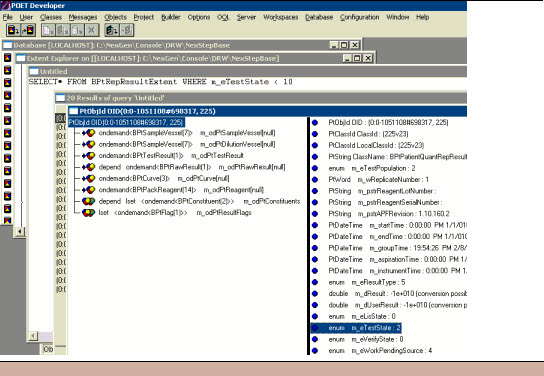 POET Developer
File User Classes Messages Objects Project Builder Options OQL Server Workspaces Database Configuration Window Help
Database [LOCALHOST]: C:\NexGen\Console\DRW\NexStepBase
Extent Explorer on [[LOCALHOST]: C:\NexGen\Console\DRW\NexStepBase]
Untitled
SELECT* FROM BPtRepResultExtent WHERE m_eTestState < 10
20 Results of query 'Untitled'
PtObjId OID(0:0-1051108#698317, 225)
PtObjId OID(0:0-1051108#698317, 225)
ondemand<BPtSampleVessel(7)> m_odPtSampleVessel[null]
ondemand<BPtSampleVessel(7)> m_odPtDilutionVessel[null]
ondemand<BPtTestResult(1)> m_odPtTestResult
depend ondemand<BPtRawResult(1)> m_odPtRawResult[null]
ondemand<BPtCurve(3)> m_odPtCurve[null]
ondemand<BPtPackReagent(14)> m_odPtReagent[null]
depend lset <ondemand<BPtConstituent(2)>> m_odPtConstituents
lset <ondemand<BPtFlag(1)>> m_odPtResultFlags
PtObjId OID : (0:0-1051108#698317, 225)
PtClassId ClassId : (225v23)
PtClassId LocalClassId : (225v23)
PtString ClassName : BPtPatientQuantRepResul
enum m_eTestPopulation : 2
PtWord m_wReplicateNumber : 1
PtString m_pstrReagentLotNumber :
PtString m_pstrReagentSerialNumber :
PtString m_pstrAPFRevision : 1.10.160.2
PtDateTime m_startTime : 0:00:00 PM 1/1/010
PtDateTime m_endTime : 0:00:00 PM 1/1/010
PtDateTime m_groupTime : 19:54:26 PM 2/8/
PtDateTime m_aspirationTime : 0:00:00 PM 1/
PtDateTime m_instrumentTime : 0:00:00 PM 1.
enum m_eResultType : 5
double m_dResult : -1e+010 (conversion possib
double m_dUserResult : -1e+010 (conversion p
enum m_eLisState : 0
enum m_eTestState : 2
enum m_eVerifyState : 0
enum m_eWorkPendingSource : 4